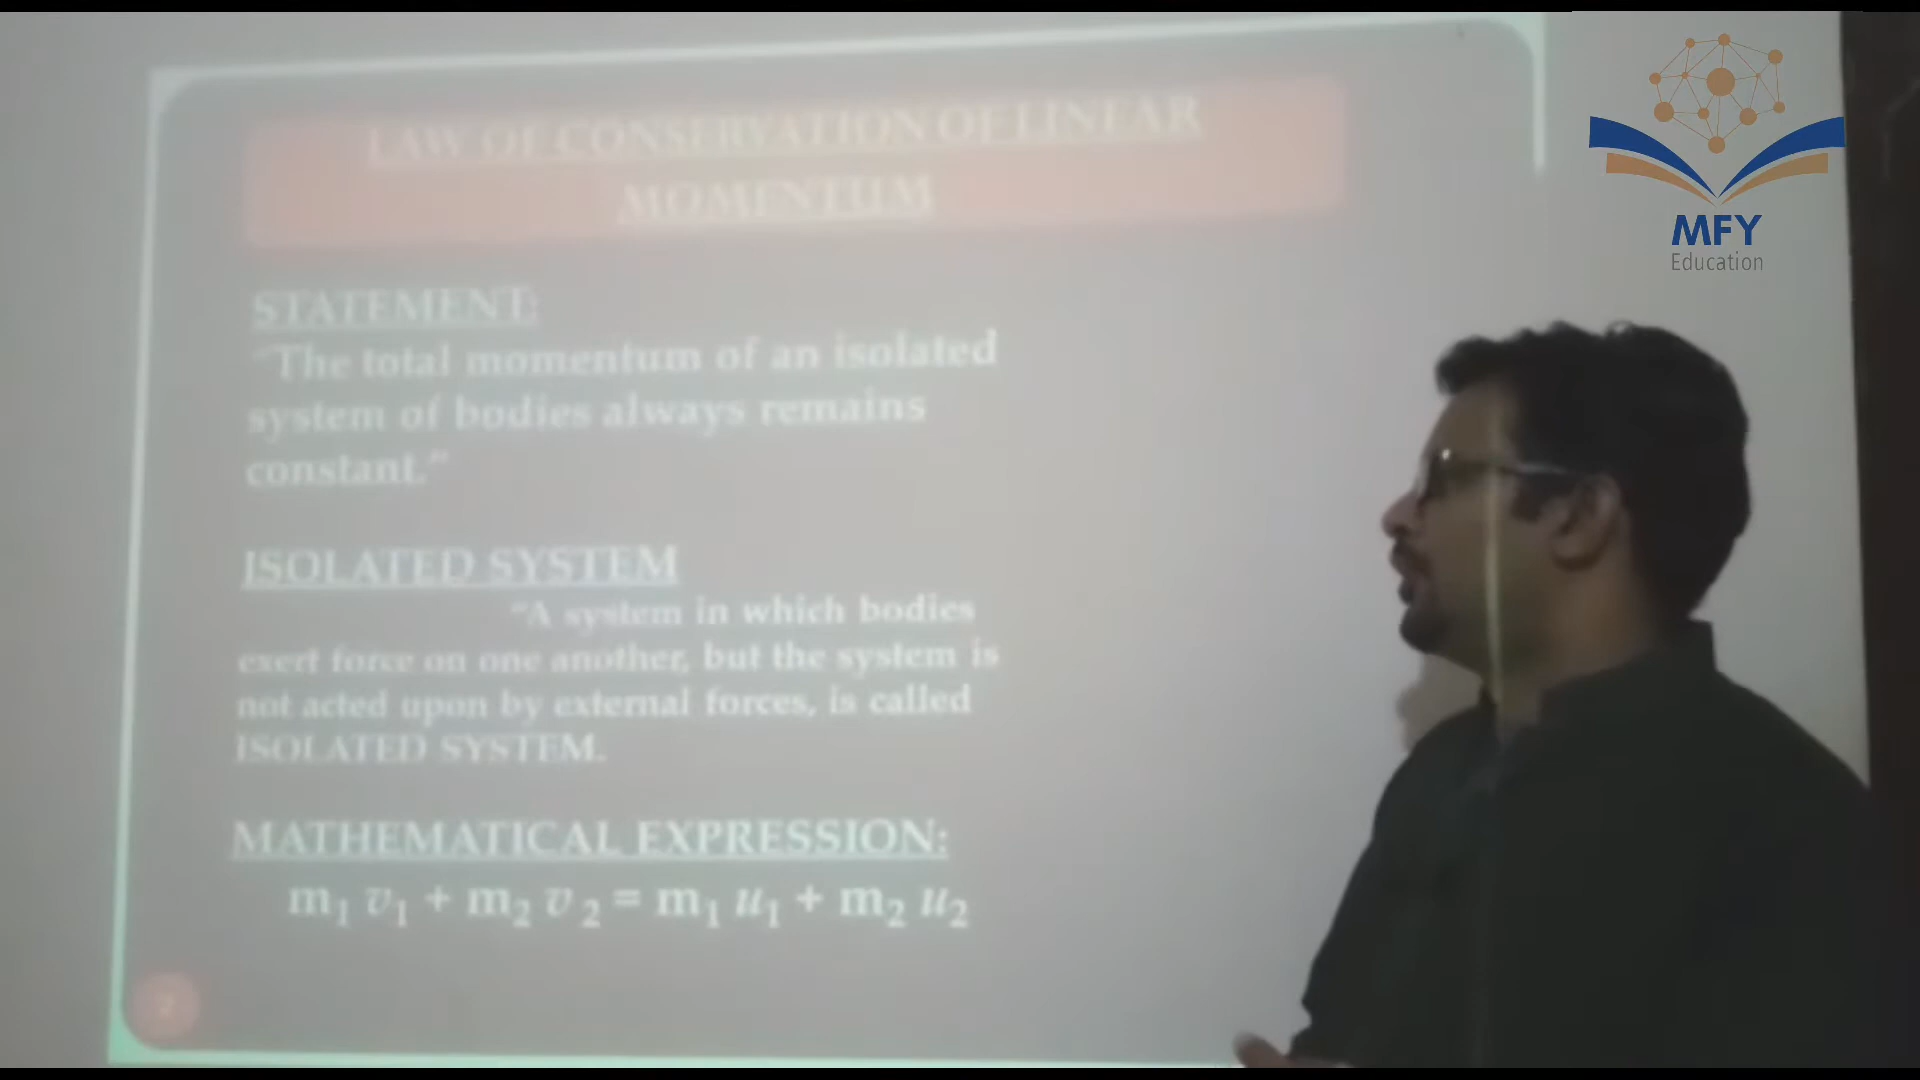 LAW OF CONSERVATION OF LINEAR
MOMENTUM
STATEMENT:
"The total momentum of an isolated
system of bodies always remains
constant."
ISOLATED SYSTEM
"A system in which bodies
exert force on one another, but the system is
not acted upon by external forces, is called
ISOLATED SYSTEM.
MATHEMATICAL EXPRESSION:
m₁ v₁ + m₂ v₂ = m₁ u₁ + m₂ u₂
MFY
Education